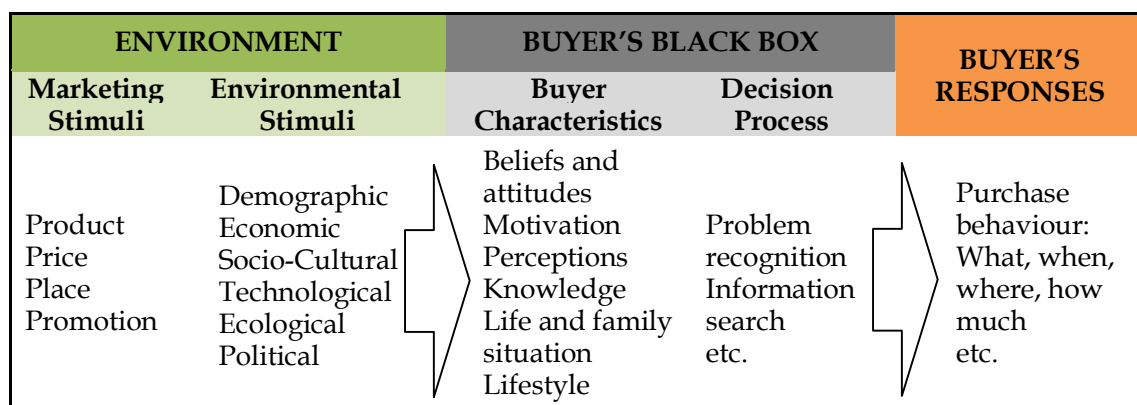 ENVIRONMENT
BUYER’S BLACK BOX
BUYER’S
RESPONSES
Marketing
Stimuli
Environmental
Stimuli
Buyer
Characteristics
Decision
Process
Product
Price
Place
Promotion
Demographic
Economic
Socio-Cultural
Technological
Ecological
Political
Beliefs and
attitudes
Motivation
Perceptions
Knowledge
Life and family
situation
Lifestyle
Problem
recognition
Information
search
etc.
Purchase
behaviour:
What, when,
where, how
much
etc.